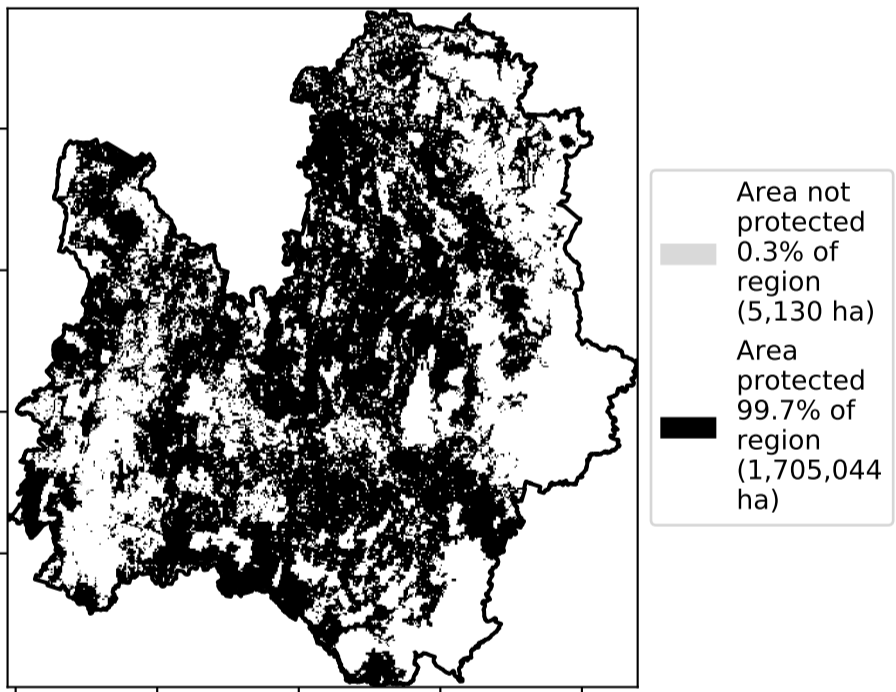 Area not
protected
0.3% of
region
(5,130 ha)
Area
protected
99.7% of
region
(1,705,044
ha)